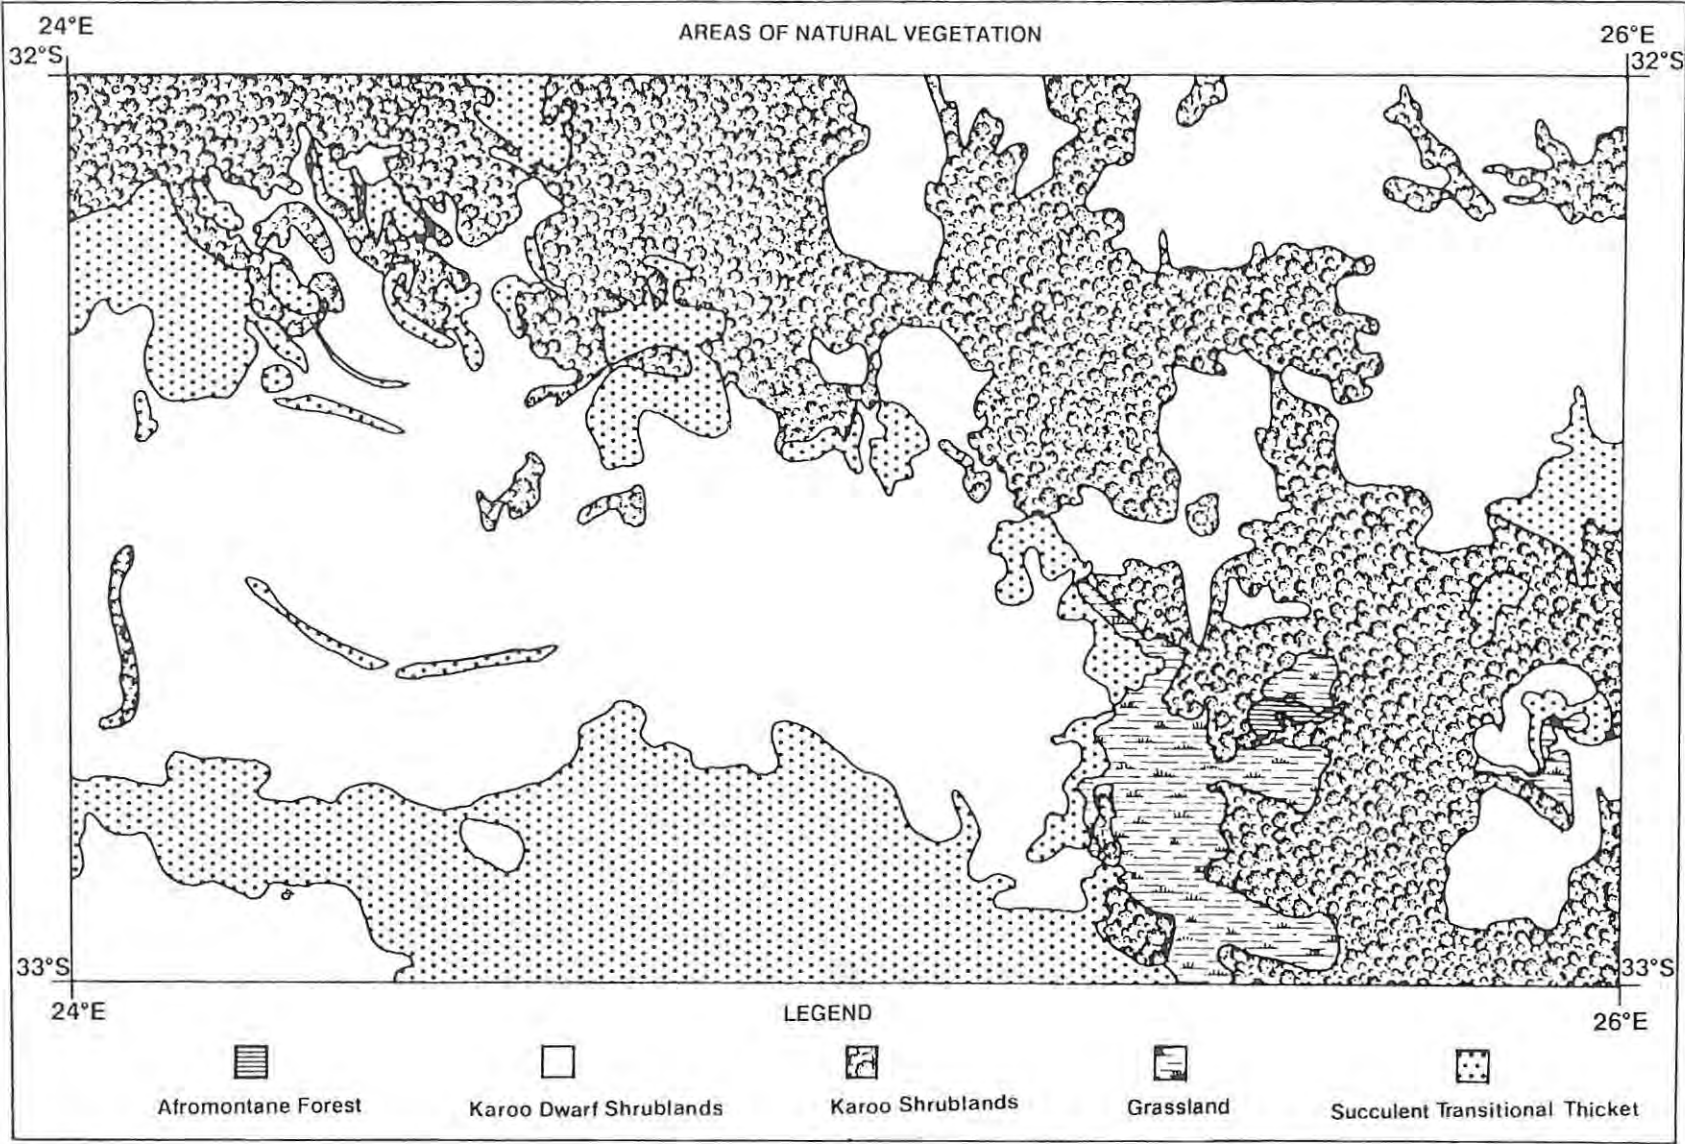 24°E
AREAS OF NATURAL VEGETATION
26°E
32°S
32°S
33°S
33°S
24°E
LEGEND
26°E
Afromontane Forest
Karoo Dwarf Shrublands
Karoo Shrublands
Grassland
Succulent Transitional Thicket